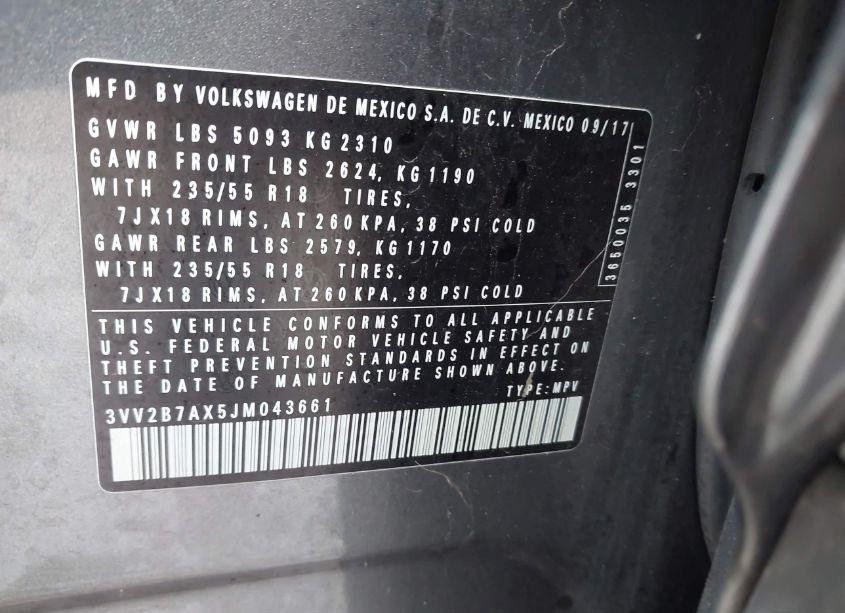 MFD BY VOLKSWAGEN DE MEXICO S.A. DE C.V. MEXICO 09/17
GVWR LBS 5093 KG 2310
GAWR FRONT LBS 2624, KG 1190
WITH 235/55 R18 TIRES,
7JX18 RIMS, AT 260 KPA, 38 PSI COLD
GAWR REAR LBS 2579, KG 1170
WITH 235/55 R18 TIRES,
7JX18 RIMS, AT 260 KPA, 38 PSI COLD
3650035 3301
THIS VEHICLE CONFORMS TO ALL APPLICABLE
U.S. FEDERAL MOTOR VEHICLE SAFETY AND
THEFT PREVENTION STANDARDS IN EFFECT ON
THE DATE OF MANUFACTURE SHOWN ABOVE.
TYPE: MPV
3VV2B7AX5JM043661